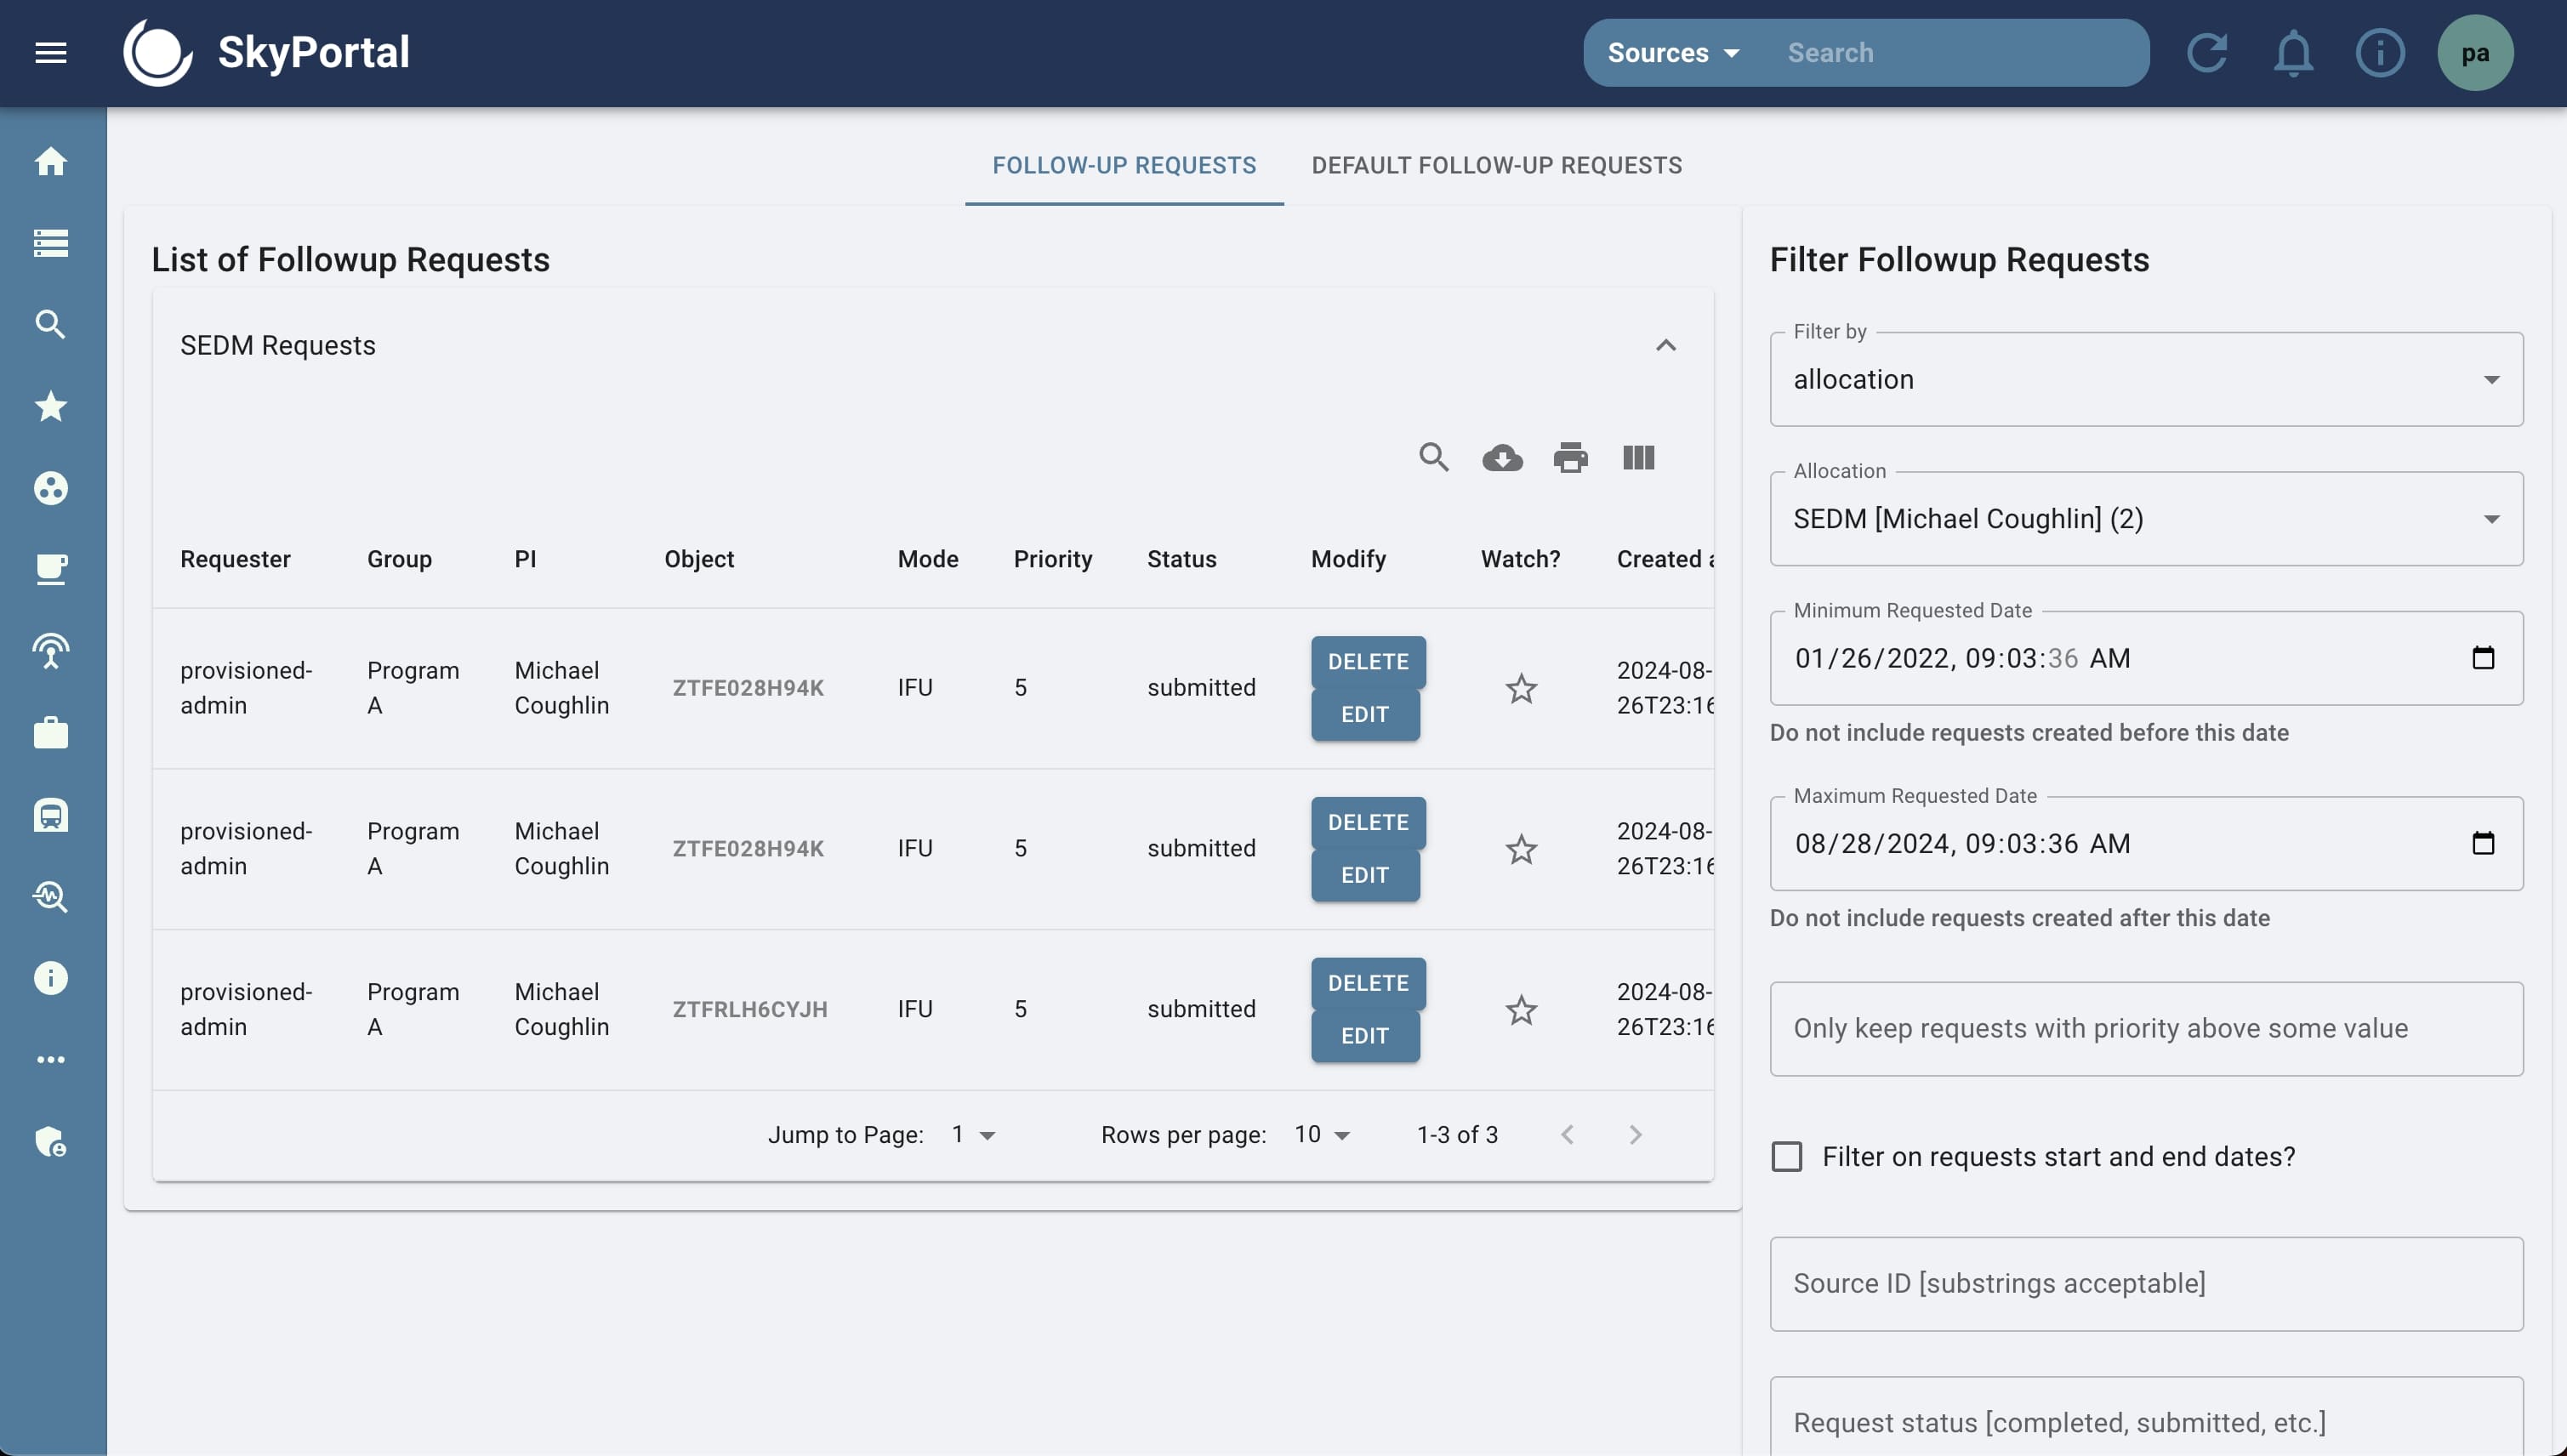 SkyPortal
Sources Search
pa
FOLLOW-UP REQUESTS DEFAULT FOLLOW-UP REQUESTS
List of Followup Requests
SEDM Requests
Requester Group PI Object Mode Priority Status Modify Watch? Created a
provisioned-admin Program A Michael Coughlin ZTFE028H94K IFU 5 submitted DELETE EDIT 2024-08-26T23:16
provisioned-admin Program A Michael Coughlin ZTFE028H94K IFU 5 submitted DELETE EDIT 2024-08-26T23:16
provisioned-admin Program A Michael Coughlin ZTFRLH6CYJH IFU 5 submitted DELETE EDIT 2024-08-26T23:16
Jump to Page: 1 Rows per page: 10 1-3 of 3
Filter Followup Requests
Filter by
allocation
Allocation
SEDM [Michael Coughlin] (2)
Minimum Requested Date
01/26/2022, 09:03:36 AM
Do not include requests created before this date
Maximum Requested Date
08/28/2024, 09:03:36 AM
Do not include requests created after this date
Only keep requests with priority above some value
Filter on requests start and end dates?
Source ID [substrings acceptable]
Request status [completed, submitted, etc.]